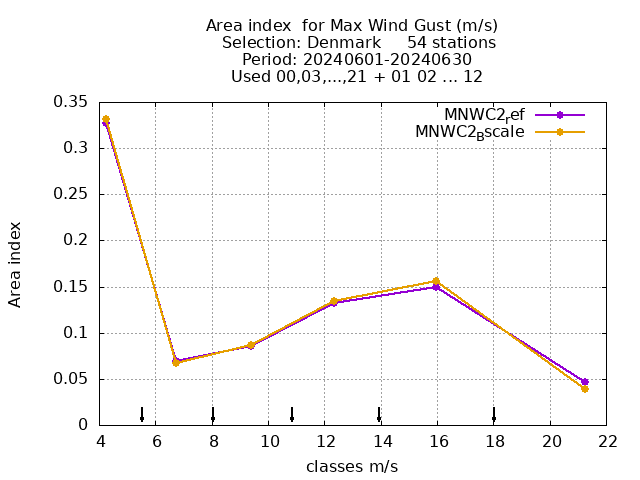 Area index  for Max Wind Gust (m/s)
Selection: Denmark     54 stations
Period: 20240601-20240630
Used 00,03,...,21 + 01 02 ... 12
MNWC2ref
MNWC2Bscale
0.35
0.3
0.25
0.2
0.15
0.1
0.05
0
Area index
4 6 8 10 12 14 16 18 20 22
classes m/s